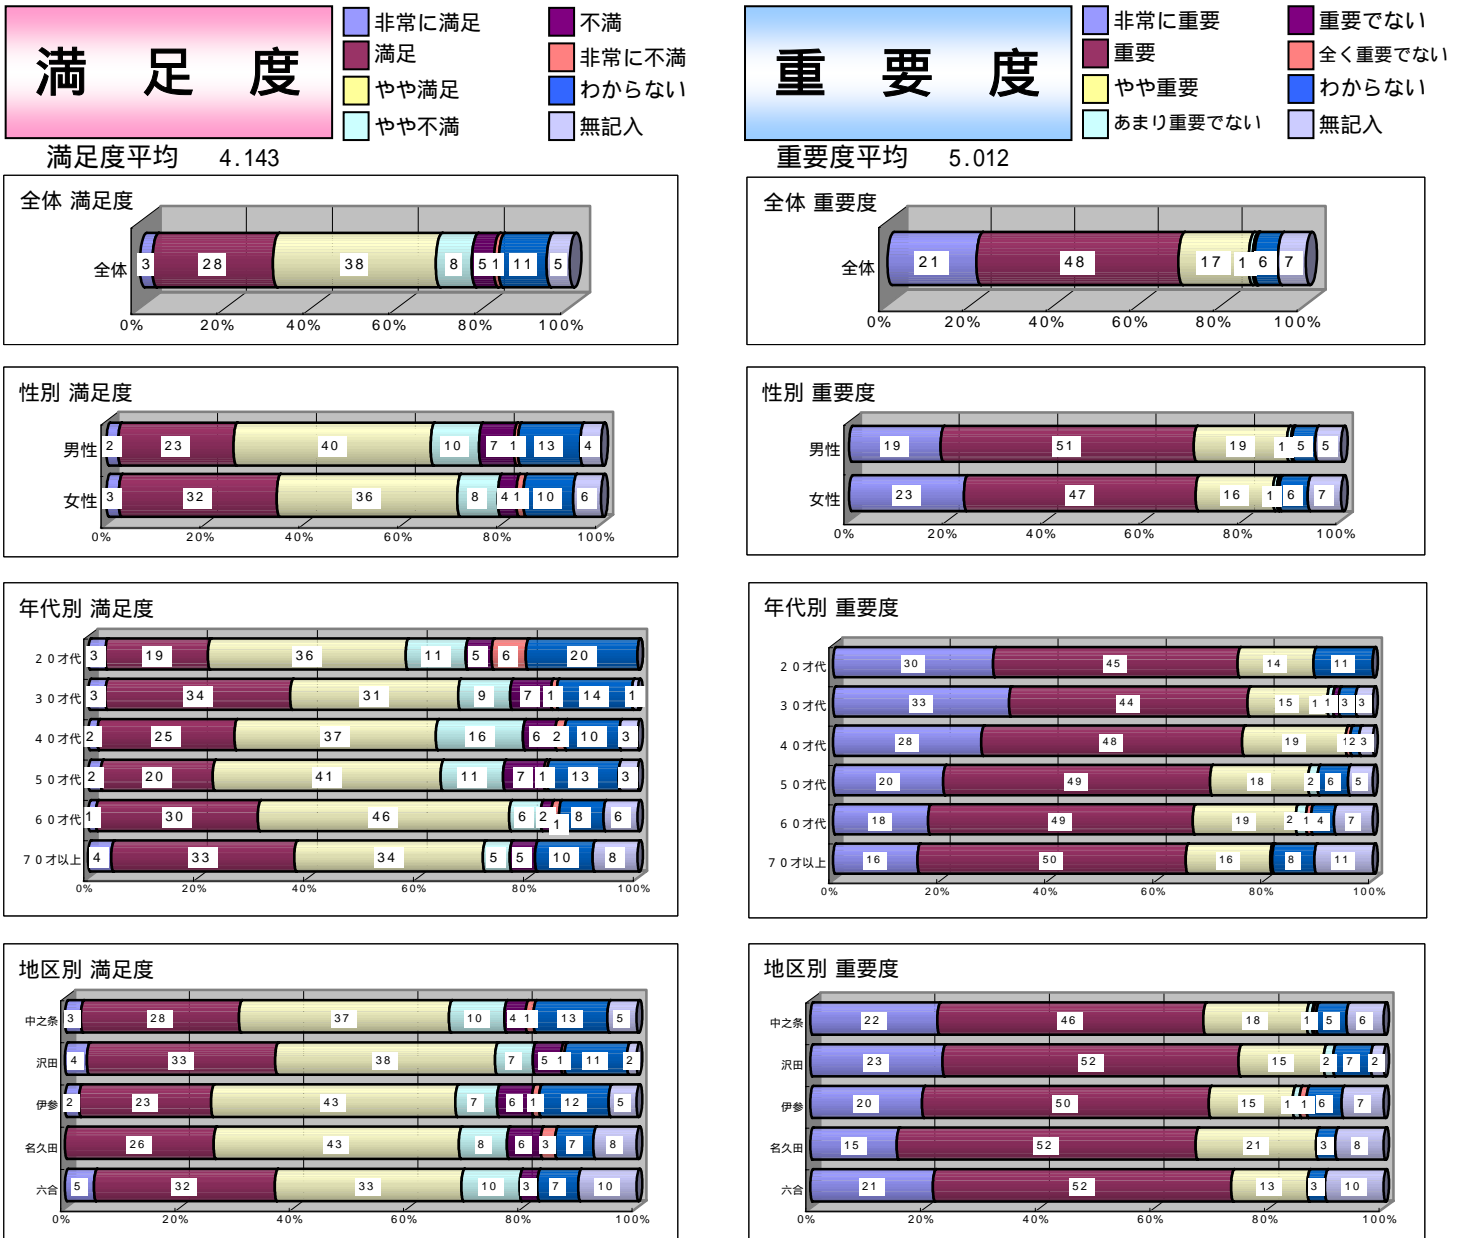 満 足 度
非常に満足
満足
やや満足
やや不満
不満
非常に不満
わからない
無記入
満足度平均 4.143
重 要 度
非常に重要
重要
やや重要
あまり重要でない
重要でない
全く重要でない
わからない
無記入
重要度平均 5.012
全体 満足度
全体 3 28 38 8 5 1 11 5
0% 20% 40% 60% 80% 100%
全体 重要度
全体 21 48 17 1 6 7
0% 20% 40% 60% 80% 100%
性別 満足度
男性 2 23 40 10 7 1 13 4
女性 3 32 36 8 4 1 10 6
0% 20% 40% 60% 80% 100%
性別 重要度
男性 19 51 19 1 5 5
女性 23 47 16 1 6 7
0% 20% 40% 60% 80% 100%
年代別 満足度
20才代 3 19 36 11 5 6 20
30才代 3 34 31 9 7 1 14 1
40才代 2 25 37 16 6 2 10 3
50才代 2 20 41 11 7 1 13 3
60才代 1 30 46 6 2 1 8 6
70才以上 4 33 34 5 5 10 8
0% 20% 40% 60% 80% 100%
年代別 重要度
20才代 30 45 14 11
30才代 33 44 15 1 1 3 3
40才代 28 48 19 1 2 3
50才代 20 49 18 2 6 5
60才代 18 49 19 2 1 4 7
70才以上 16 50 16 8 11
0% 20% 40% 60% 80% 100%
地区別 満足度
中之条 3 28 37 10 4 1 13 5
沢田 4 33 38 7 5 1 11 2
伊参 2 23 43 7 6 1 12 5
名久田 26 43 8 6 3 7 8
六合 5 32 33 10 3 7 10
0% 20% 40% 60% 80% 100%
地区別 重要度
中之条 22 46 18 1 5 6
沢田 23 52 15 2 7 2
伊参 20 50 15 1 1 6 7
名久田 15 52 21 3 8
六合 21 52 13 3 10
0% 20% 40% 60% 80% 100%